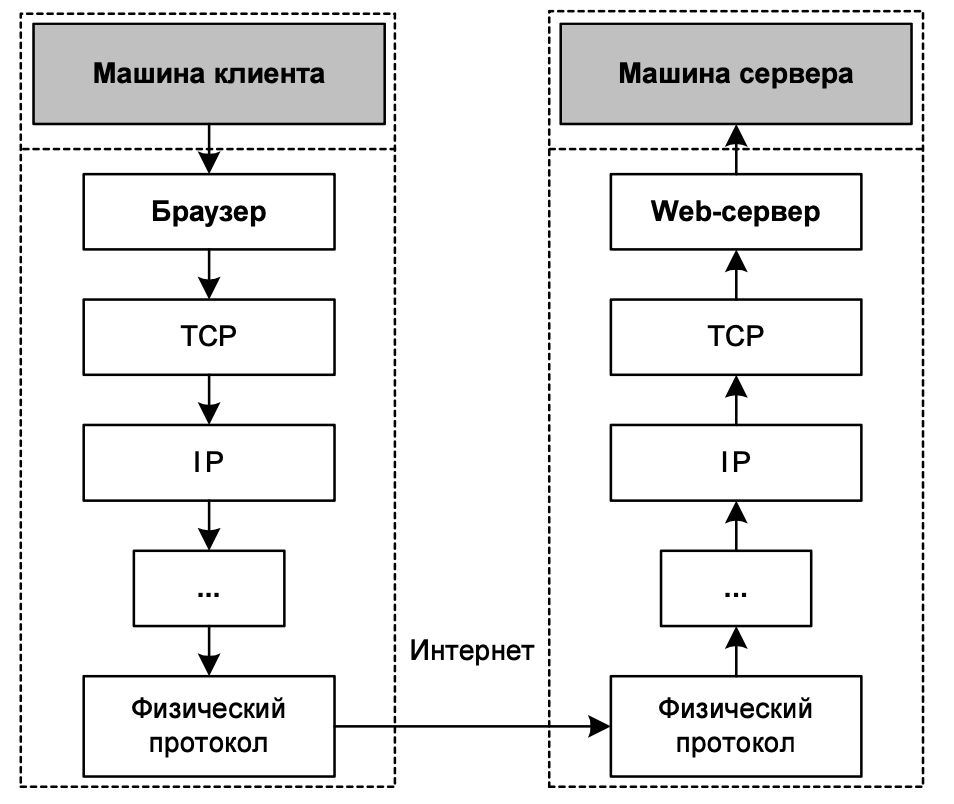 Машина клиента
Браузер
TCP
IP
...
Физический
протокол
Интернет
Машина сервера
Web-сервер
TCP
IP
...
Физический
протокол